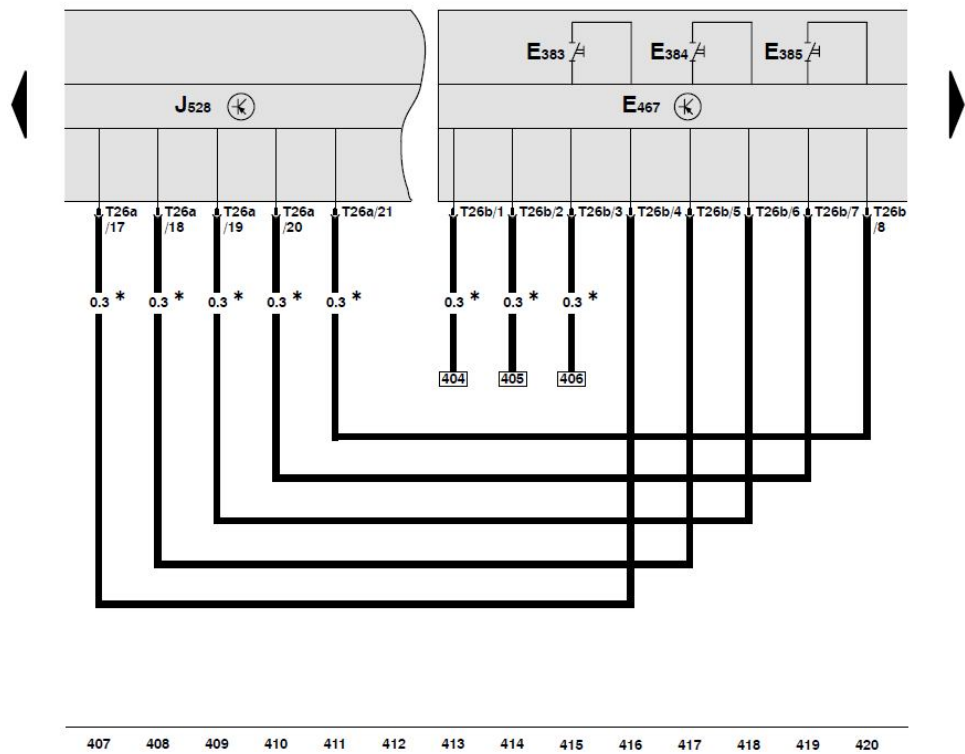 E383 E384 E385
J528 E467
T26a/17 T26a/18 T26a/19 T26a/20 T26a/21 T26b/1 T26b/2 T26b/3 T26b/4 T26b/5 T26b/6 T26b/7 T26b/8
0.3 * 0.3 * 0.3 * 0.3 * 0.3 * 0.3 * 0.3 * 0.3 *
404 405 406
407 408 409 410 411 412 413 414 415 416 417 418 419 420